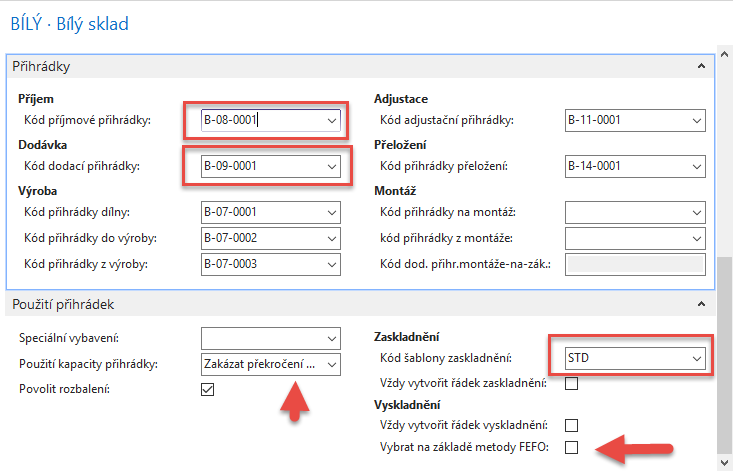 BÍLÝ · Bílý sklad
Přihrádky
Příjem
Kód příjmové přihrádky: B-08-0001
Dodávka
Kód dodací přihrádky: B-09-0001
Výroba
Kód přihrádky dílny: B-07-0001
Kód přihrádky do výroby: B-07-0002
Kód přihrádky z výroby: B-07-0003
Adjustace
Kód adjustační přihrádky: B-11-0001
Přeložení
Kód přihrádky přeložení: B-14-0001
Montáž
Kód přihrádky na montáž:
kód přihrádky z montáže:
Kód dod. přihr.montáže-na-zák.:
Použití přihrádek
Speciální vybavení:
Použití kapacity přihrádky: Zakázat překročení ...
Povolit rozbalení:
Zaskladnění
Kód šablony zaskladnění: STD
Vždy vytvořit řádek zaskladnění:
Vyskladnění
Vždy vytvořit řádek vyskladnění:
Vybrat na základě metody FEFO: